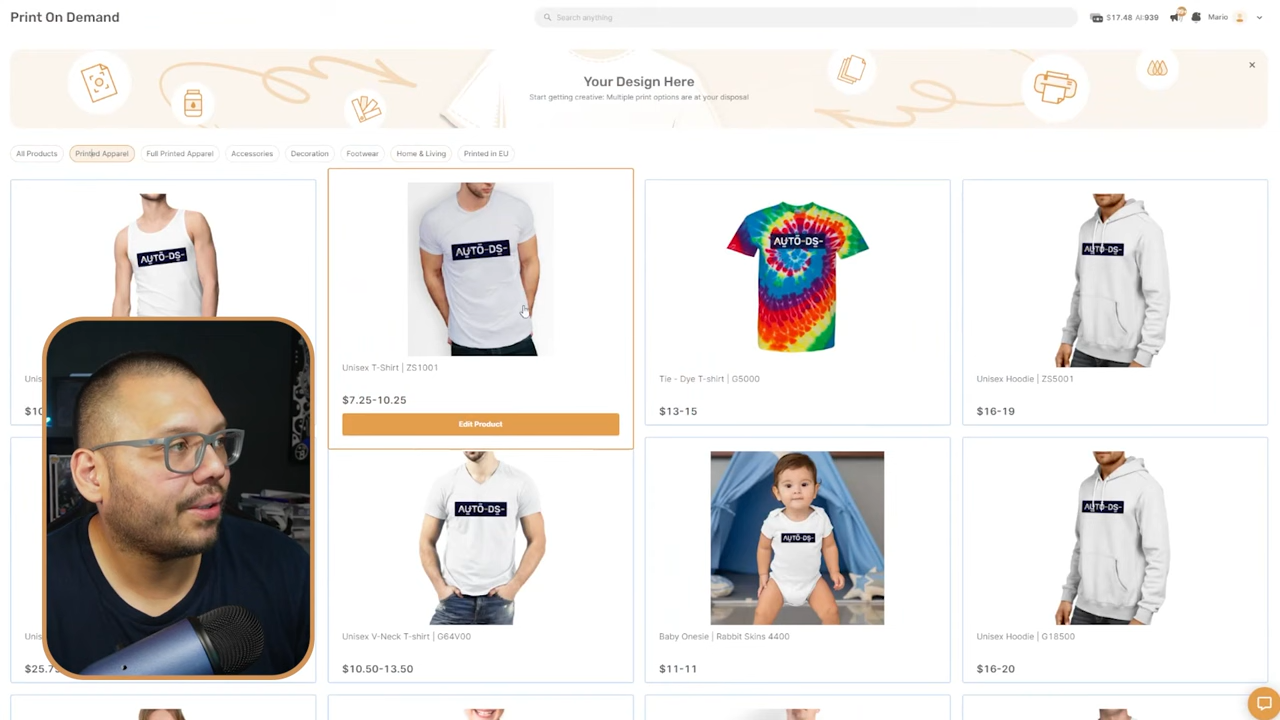 Print On Demand
Search anything
$17.48 AI:939
Mario
Your Design Here
Start getting creative: Multiple print options are at your disposal
All Products
Printed Apparel
Full Printed Apparel
Accessories
Decoration
Footwear
Home & Living
Printed in EU
AUTO-DS-
AUTO-DS-
AUTO-DS-
AUTO-DS-
Unisex T-Shirt | ZS1001
Tie - Dye T-shirt | G5000
Unisex Hoodie | ZS5001
$7.25-10.25
$13-15
$16-19
Edit Product
AUTO-DS-
AUTO-DS-
AUTO-DS-
Unisex V-Neck T-shirt | G64V00
Baby Onesie | Rabbit Skins 4400
Unisex Hoodie | G18500
$10.50-13.50
$11-11
$16-20